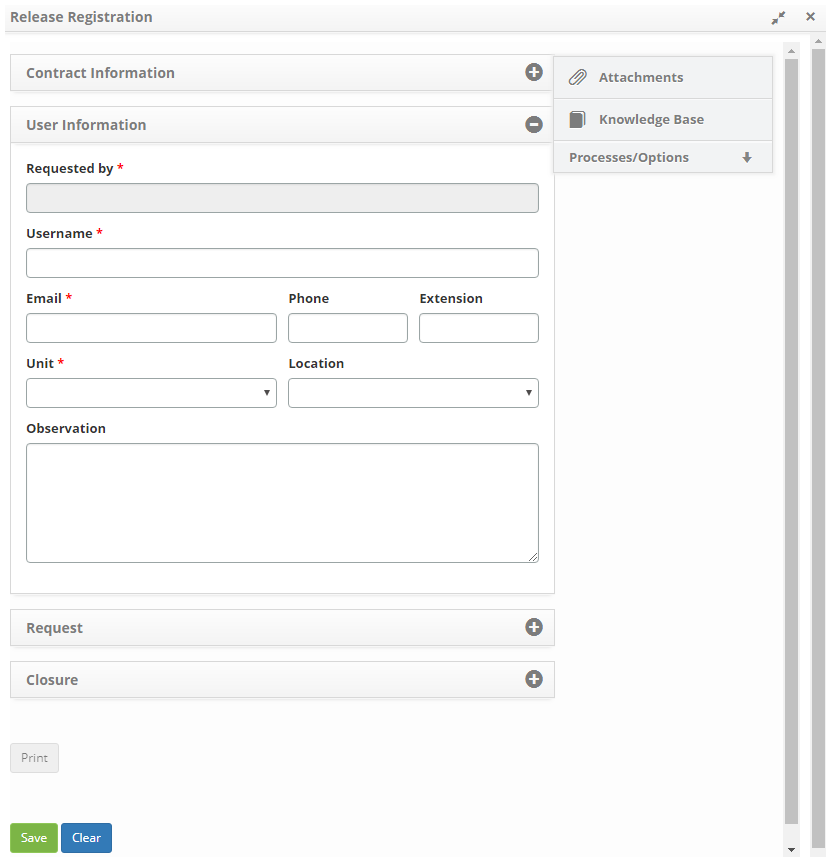 Release Registration
Contract Information
Attachments
Knowledge Base
Processes/Options
User Information
Requested by *
Username *
Email * Phone Extension
Unit * Location
Observation
Request
Closure
Print
Save Clear